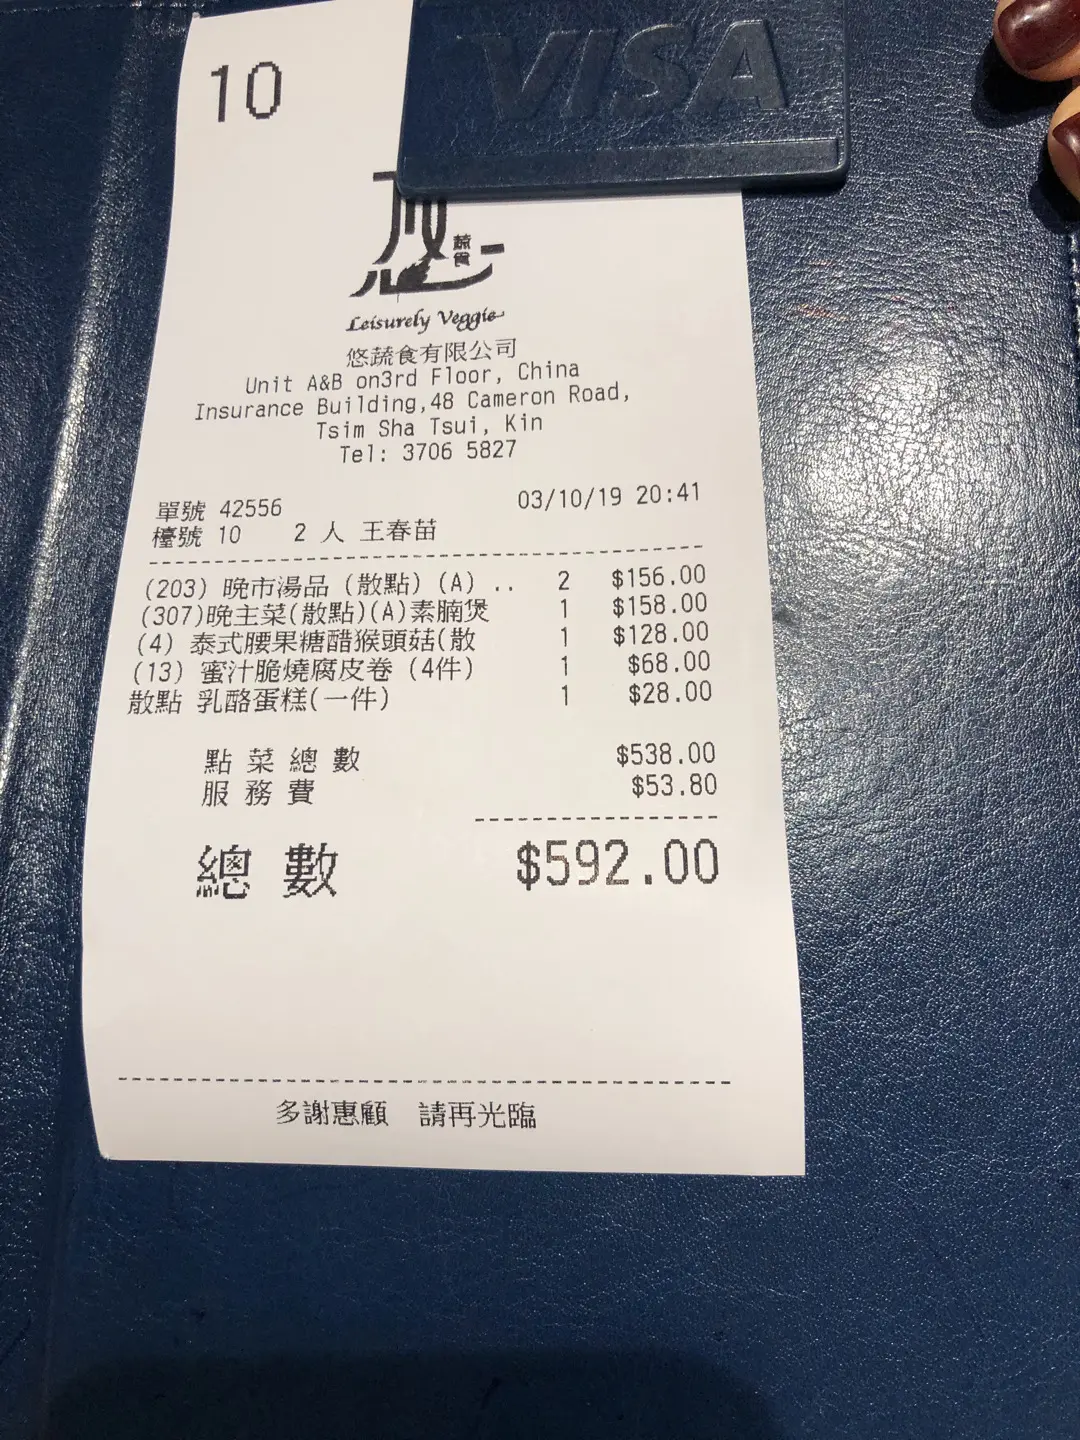 VISA
10
悠
蔬食
Leisurely Veggie
悠蔬食有限公司
Unit A&B on3rd Floor, China
Insurance Building,48 Cameron Road,
Tsim Sha Tsui, Kin
Tel: 3706 5827
單號 42556 03/10/19 20:41
檯號 10 2 人 王春苗
(203) 晚市湯品 (散點) (A) .. 2 $156.00
(307)晚主菜(散點)(A)素腩煲 1 $158.00
(4) 泰式腰果糖醋猴頭菇(散 1 $128.00
(13) 蜜汁脆燒腐皮卷 (4件) 1 $68.00
散點 乳酪蛋糕(一件) 1 $28.00
點菜總數 $538.00
服務費 $53.80
總數 $592.00
多謝惠顧 請再光臨